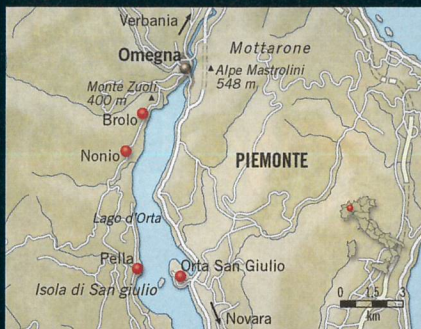 Verbania
Omegna
Mottarone
Alpe Mastrolini
548 m
Monte Zuoli
400 m
Brolo
Nonio
PIEMONTE
Lago d'Orta
Pella
Orta San Giulio
Isola di San giulio
0 1,5 3
km
Novara